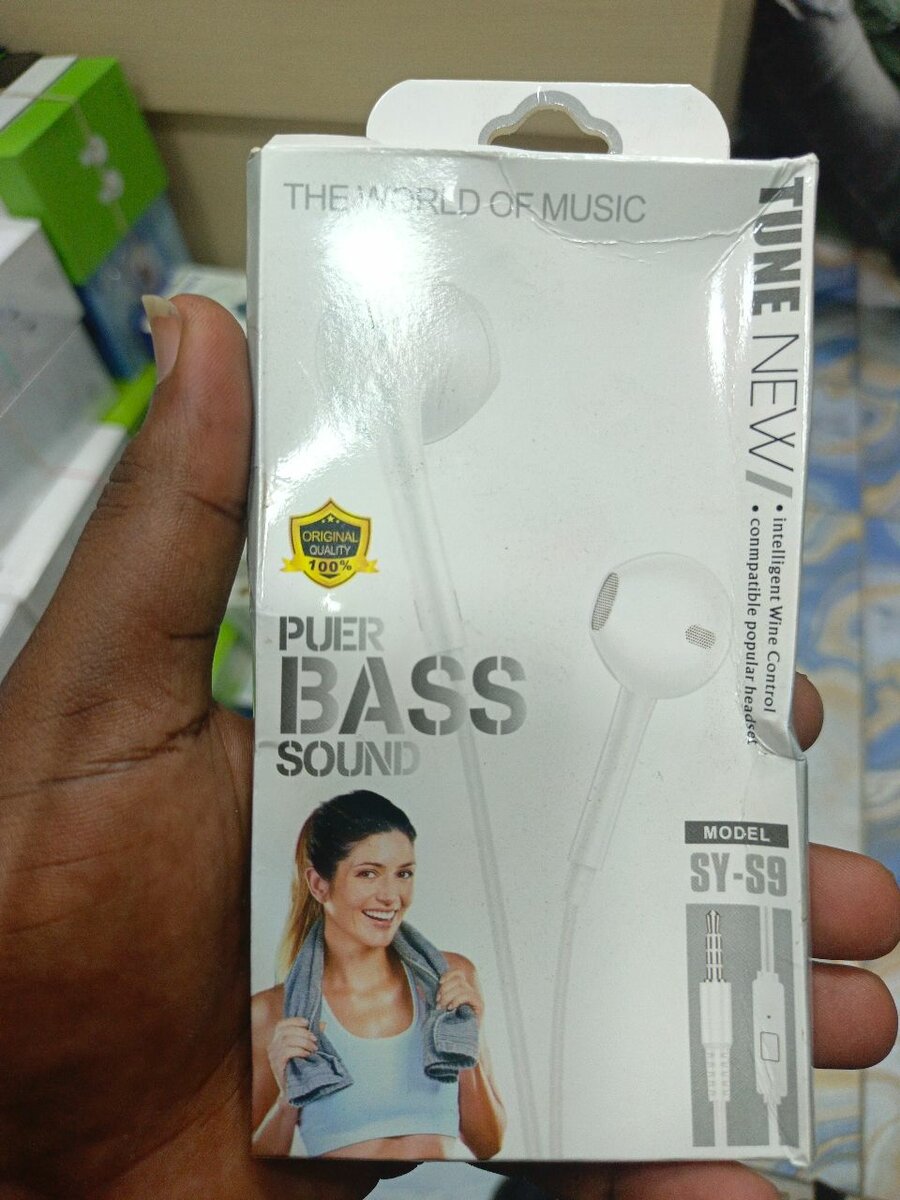 THE WORLD OF MUSIC
TUNE NEW//
• intelligent Wine Control
• conmpatible popular headset
ORIGINAL
QUALITY
100%
PUER
BASS
SOUND
MODEL
SY-S9